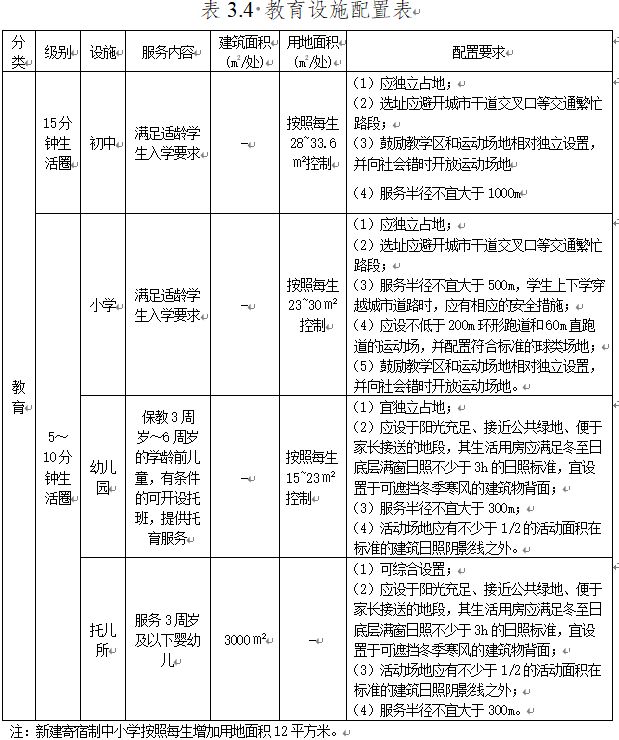 表 3.4 教育设施配置表
分类
级别
设施
服务内容
建筑面积
(㎡/处)
用地面积
(㎡/处)
配置要求
教育
15分
钟生
活圈
初中
满足适龄学
生入学要求
—
按照每生
28~33.6
㎡控制
（1）应独立占地；
（2）选址应避开城市干道交叉口等交通繁忙
路段；
（3）鼓励教学区和运动场地相对独立设置，
并向社会错时开放运动场地
（4）服务半径不宜大于1000m
5～
10分
钟生
活圈
小学
满足适龄学
生入学要求
—
按照每生
23~30㎡
控制
（1）应独立占地；
（2）选址应避开城市干道交叉口等交通繁忙
路段；
（3）服务半径不宜大于500m，学生上下学穿
越城市道路时，应有相应的安全措施；
（4）应设不低于200m环形跑道和60m直跑
道的运动场，并配置符合标准的球类场地；
（5）鼓励教学区和运动场地相对独立设置，
并向社会错时开放运动场地。
幼儿
园
保教3周
岁～6周岁
的学龄前儿
童，有条件
的可开设托
班，提供托
育服务
—
按照每生
15~23㎡
控制
（1）宜独立占地；
（2）应设于阳光充足、接近公共绿地、便于
家长接送的地段，其生活用房应满足冬至日
底层满窗日照不少于3h的日照标准，宜设
置于可遮挡冬季寒风的建筑物背面；
（3）服务半径不宜大于300m；
（4）活动场地应有不少于1/2的活动面积在
标准的建筑日照阴影线之外。
托儿
所
服务3周岁
及以下婴幼
儿
3000㎡
—
（1）可综合设置；
（2）应设于阳光充足、接近公共绿地、便于
家长接送的地段，其生活用房应满足冬至日
底层满窗日照不少于3h的日照标准，宜设
置于可遮挡冬季寒风的建筑物背面；
（3）活动场地应有不少于1/2的活动面积在
标准的建筑日照阴影线之外；
（4）服务半径不宜大于300m。
注：新建寄宿制中小学按照每生增加用地面积12平方米。